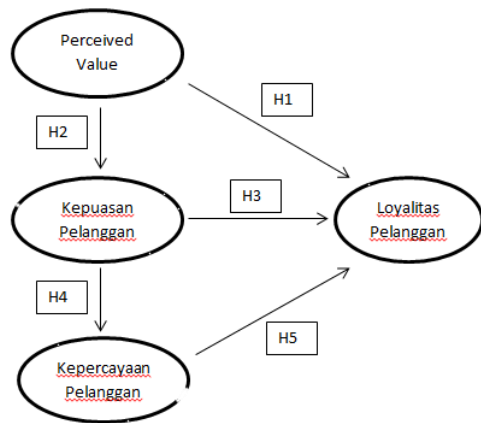 Perceived
Value
H1
H2
Kepuasan
Pelanggan
H3
Loyalitas
Pelanggan
H4
H5
Kepercayaan
Pelanggan